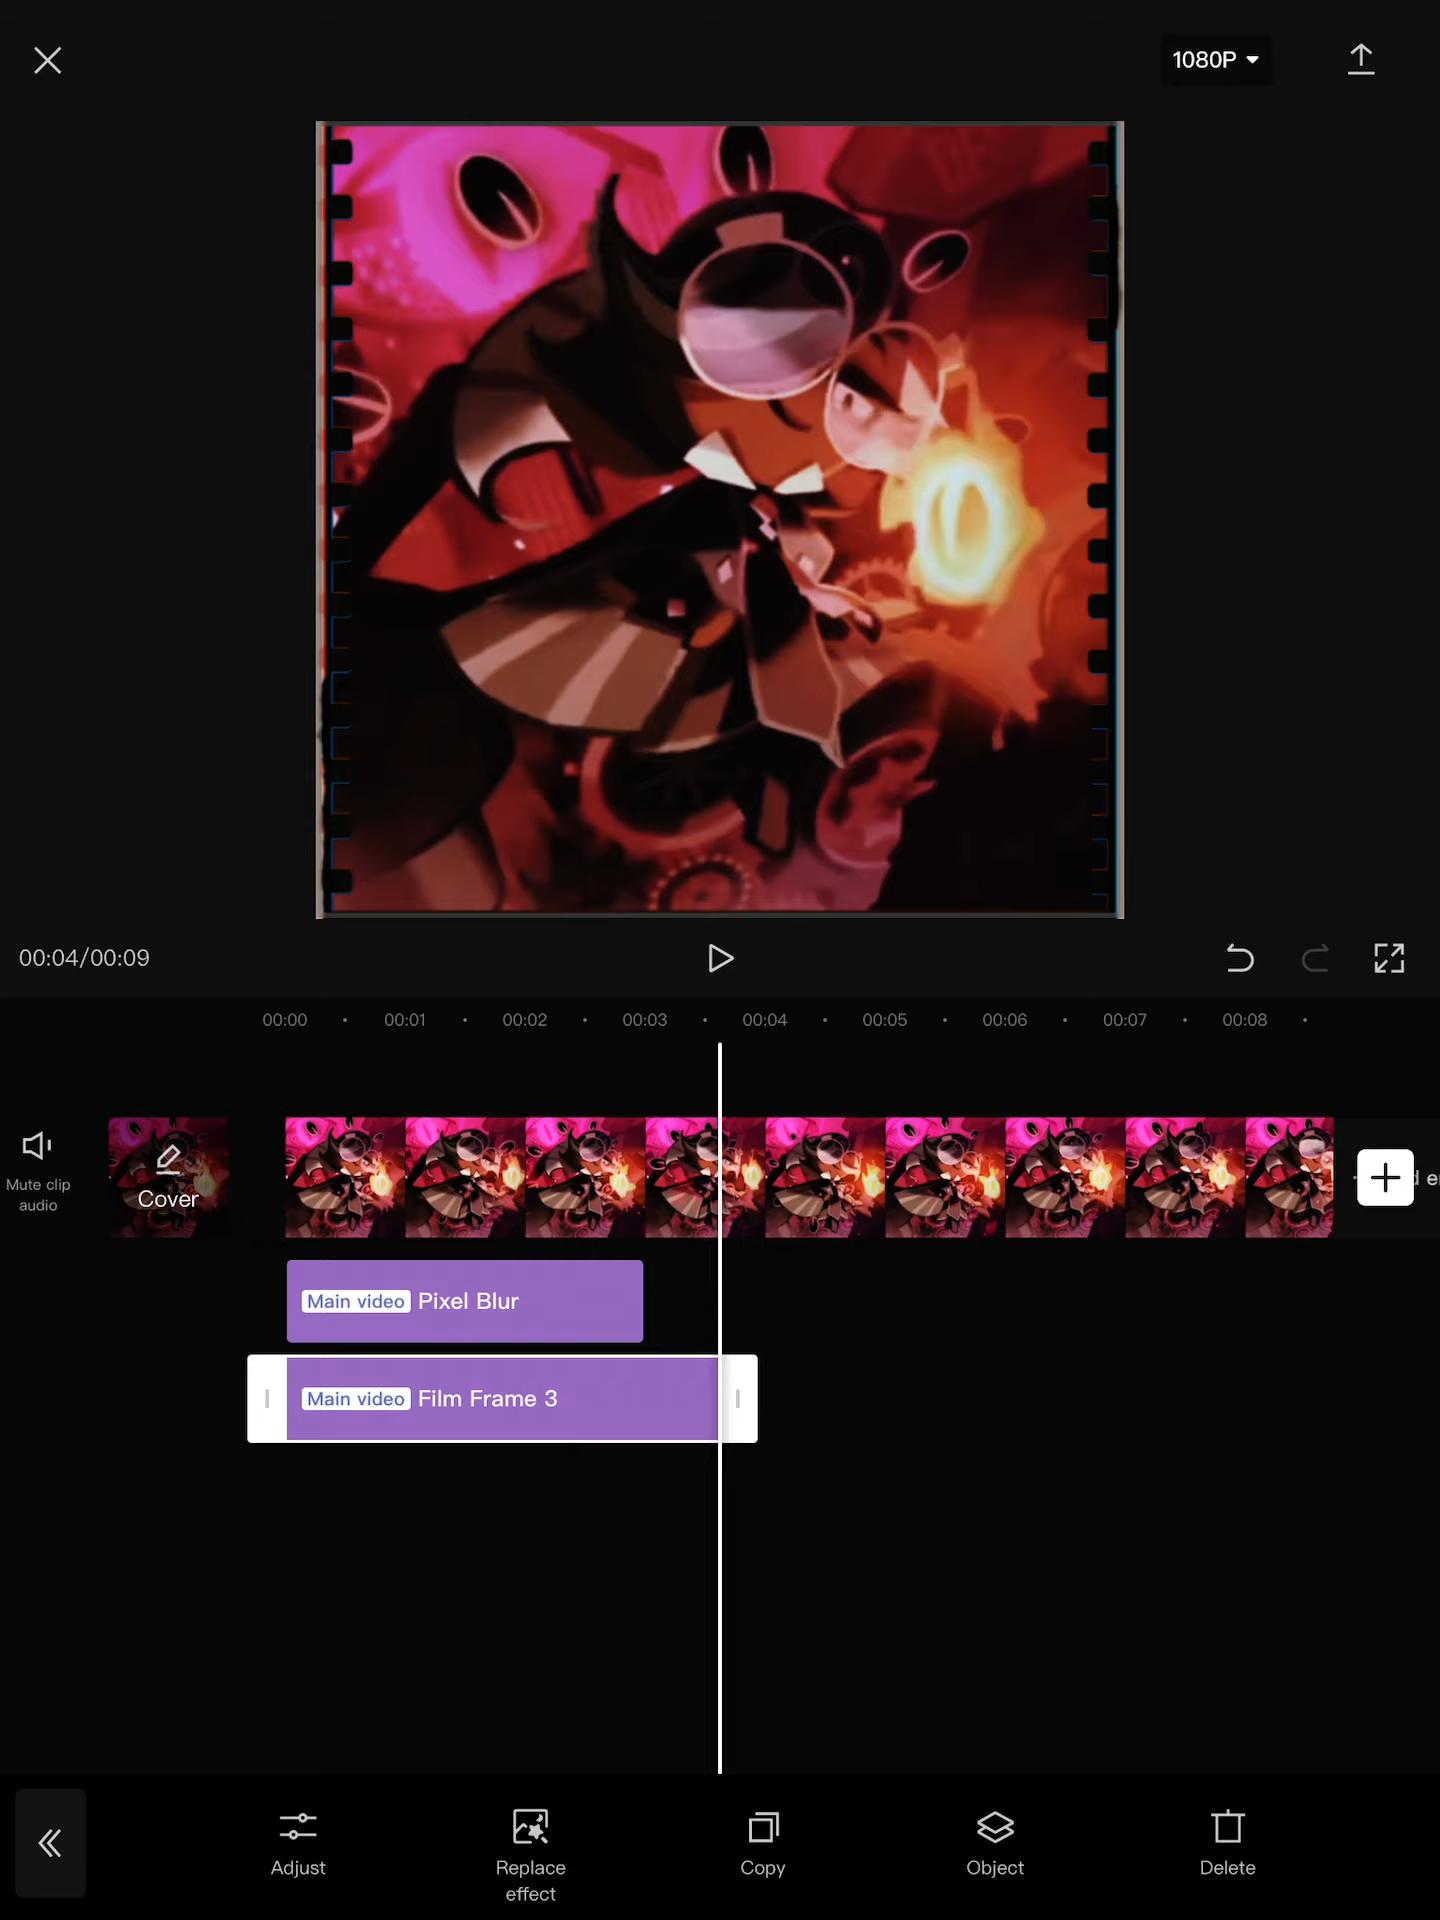 1080P
00:04/00:09
00:00 00:01 00:02 00:03 00:04 00:05 00:06 00:07 00:08
Mute clip
audio
Cover
Main video Pixel Blur
Main video Film Frame 3
Adjust
Replace
effect
Copy
Object
Delete